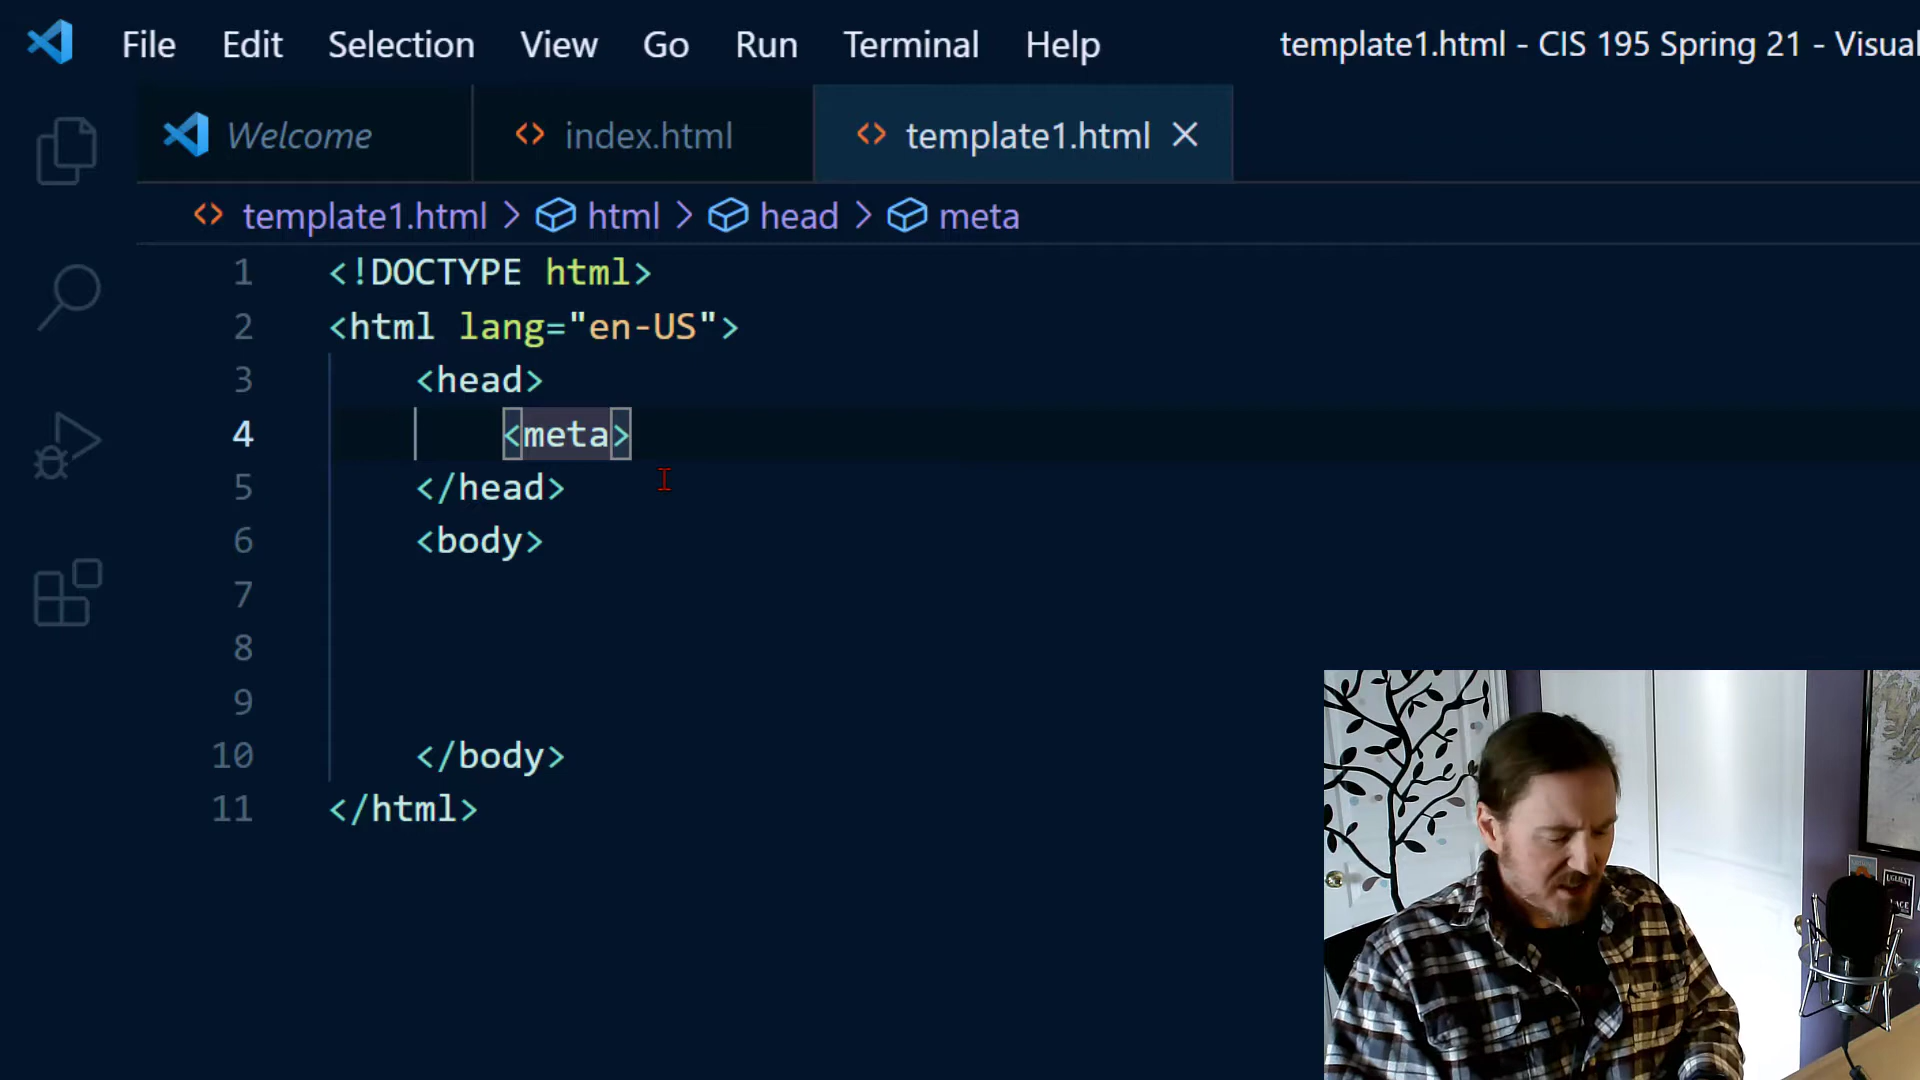 File Edit Selection View Go Run Terminal Help template1.html - CIS 195 Spring 21 - Visual
Welcome index.html template1.html
template1.html > html > head > meta
1 <!DOCTYPE html>
2 <html lang="en-US">
3 <head>
4 <meta>
5 </head>
6 <body>
7
8
9
10 </body>
11 </html>
UGLIEST